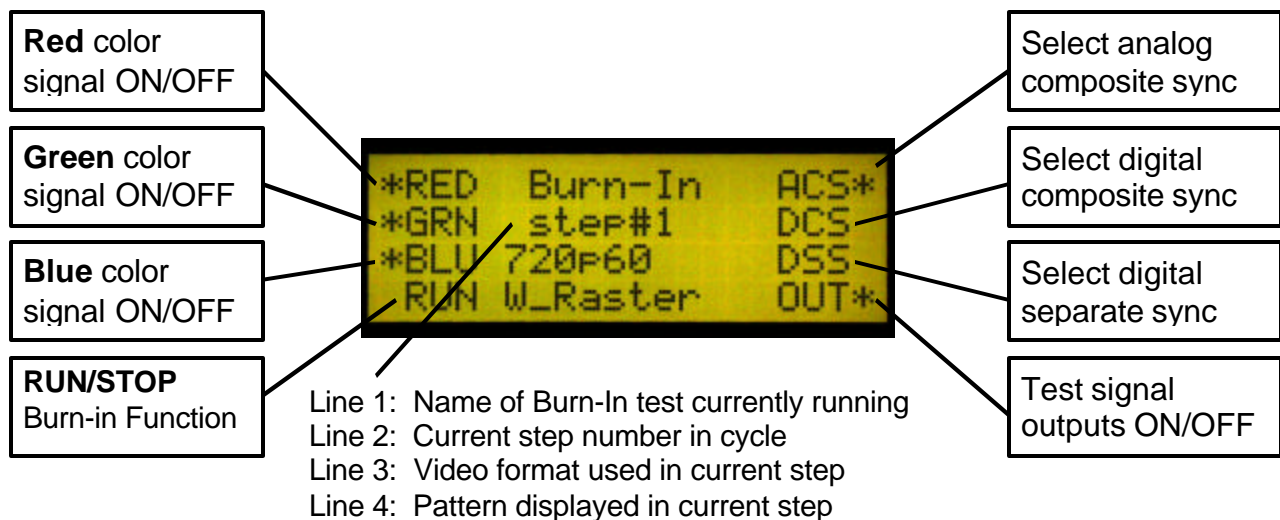 Red color
signal ON/OFF
Green color
signal ON/OFF
Blue color
signal ON/OFF
RUN/STOP
Burn-in Function
*RED Burn-In ACS*
*GRN step#1 DCS
*BLU 720p60 DSS
RUN W_Raster OUT*
Select analog
composite sync
Select digital
composite sync
Select digital
separate sync
Test signal
outputs ON/OFF
Line 1: Name of Burn-In test currently running
Line 2: Current step number in cycle
Line 3: Video format used in current step
Line 4: Pattern displayed in current step